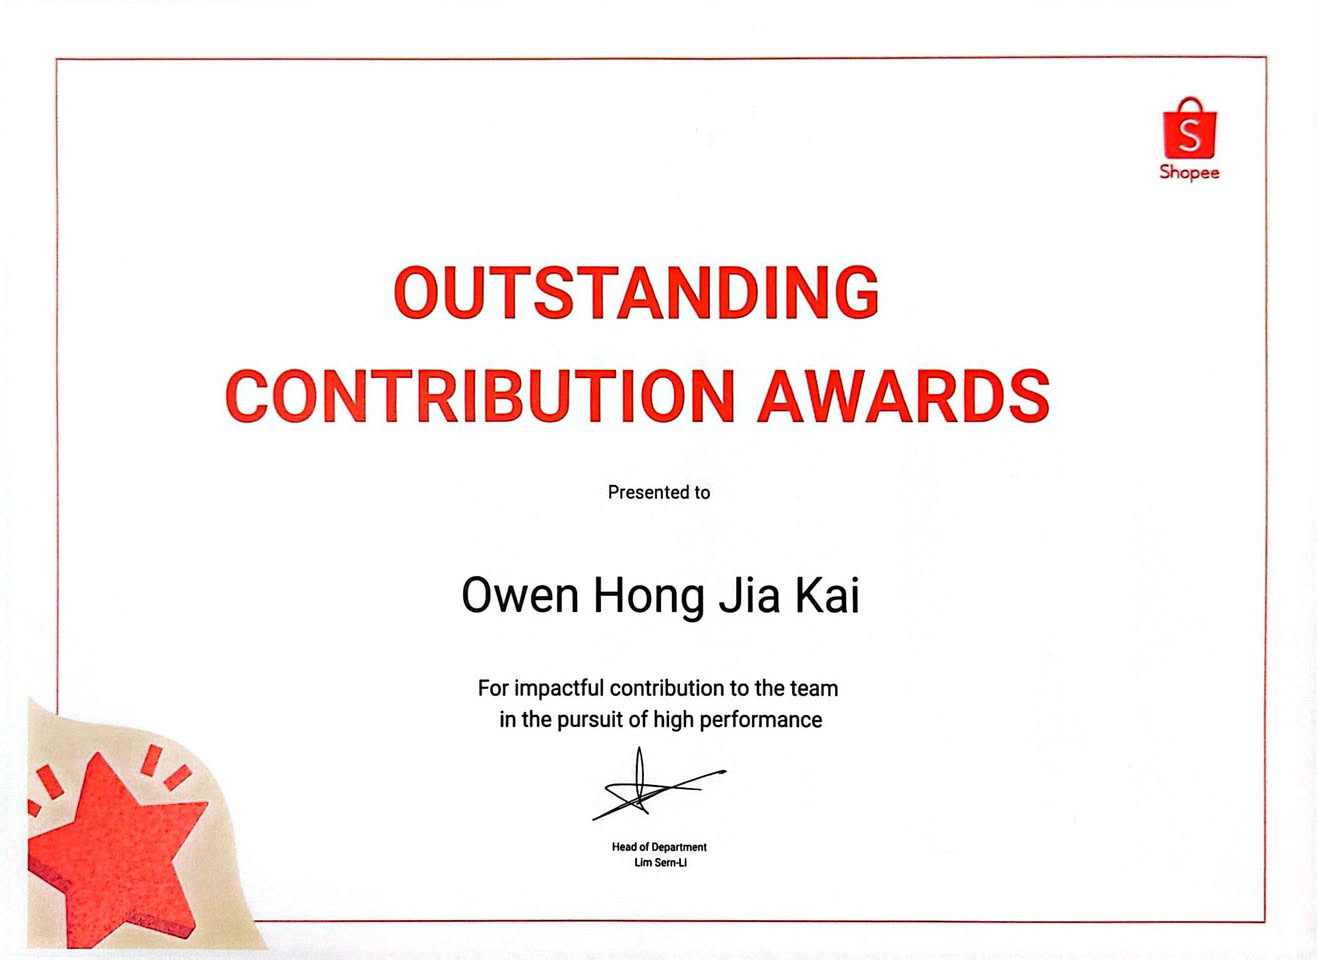 S
Shopee
OUTSTANDING
CONTRIBUTION AWARDS
Presented to
Owen Hong Jia Kai
For impactful contribution to the team
in the pursuit of high performance
Head of Department
Lim Sern-Li